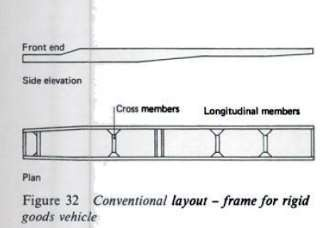 Front end
Side elevation
Cross members
Longitudinal members
Plan
Figure 32 Conventional layout – frame for rigid
goods vehicle